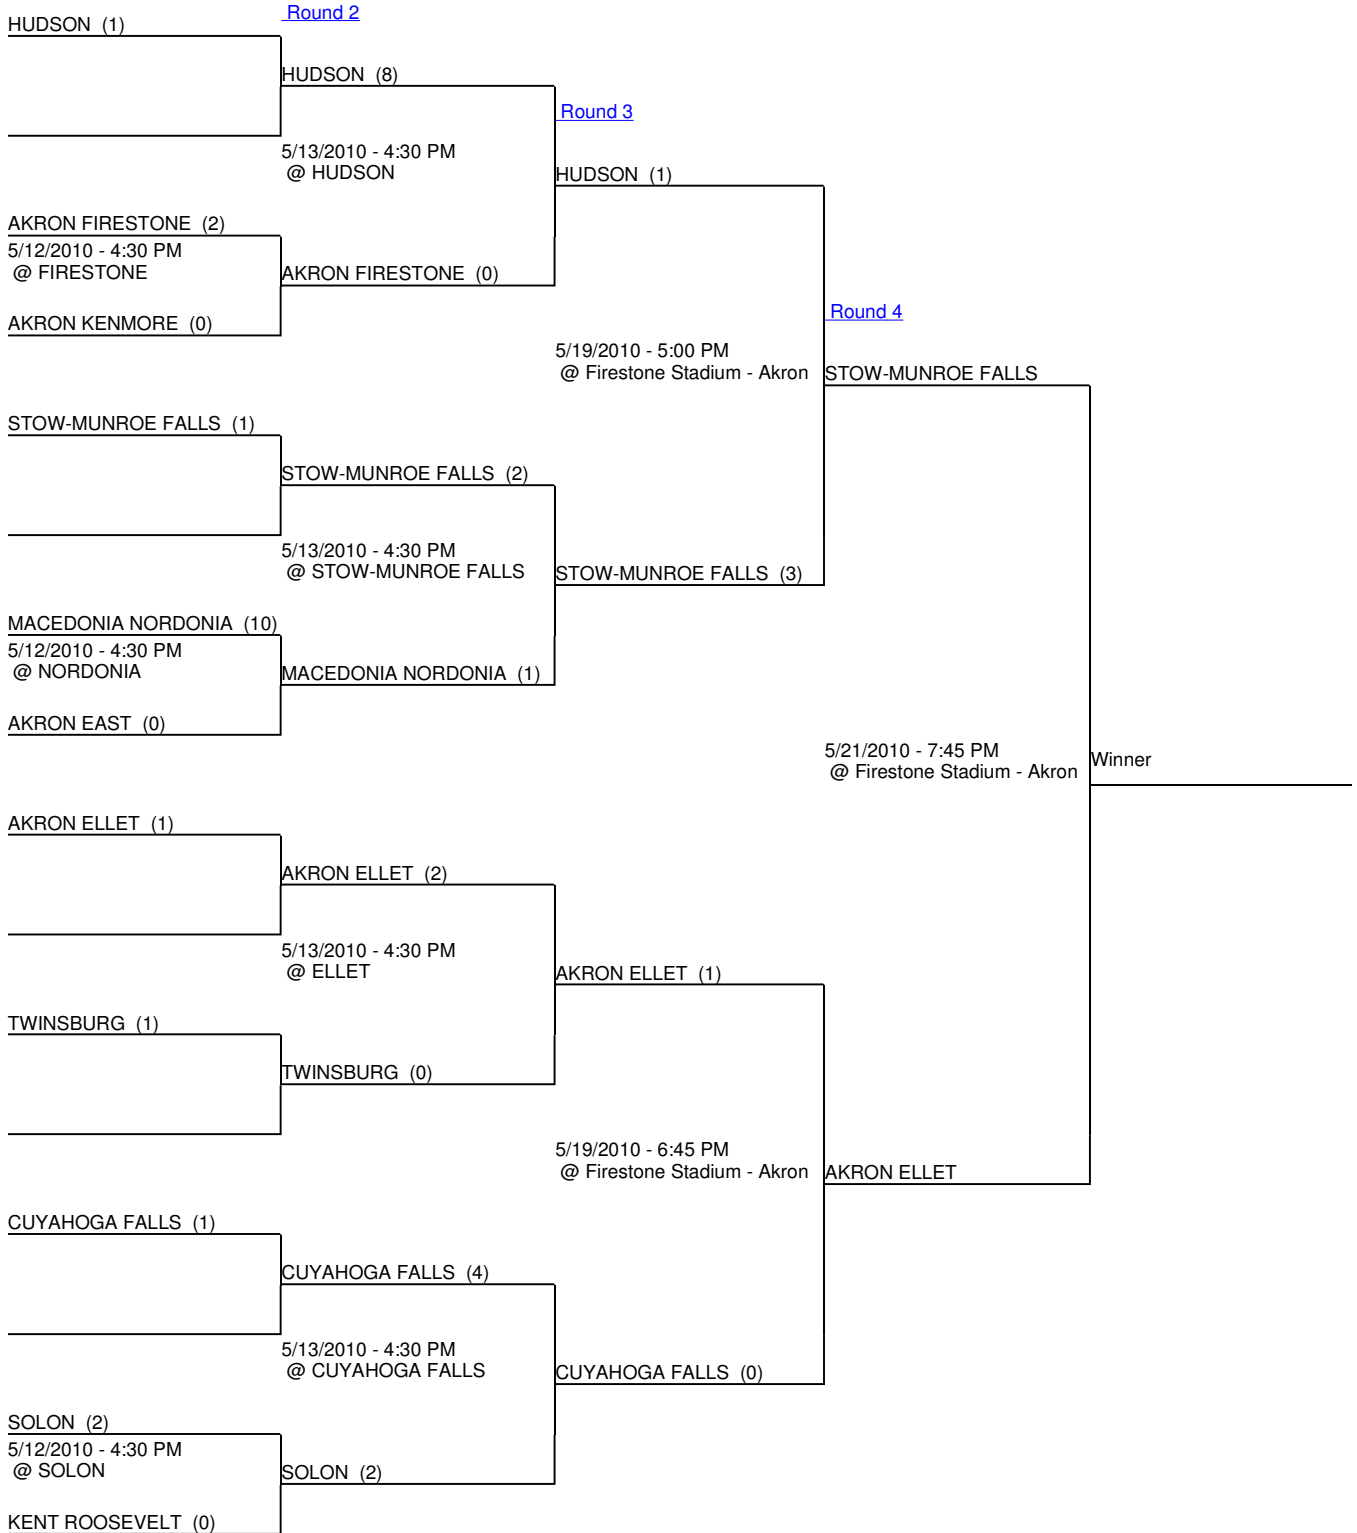 Round 2
HUDSON (1)
HUDSON (8)
Round 3
5/13/2010 - 4:30 PM
@ HUDSON
HUDSON (1)
AKRON FIRESTONE (2)
5/12/2010 - 4:30 PM
@ FIRESTONE
AKRON FIRESTONE (0)
AKRON KENMORE (0)
Round 4
5/19/2010 - 5:00 PM
@ Firestone Stadium - Akron
STOW-MUNROE FALLS
STOW-MUNROE FALLS (1)
STOW-MUNROE FALLS (2)
5/13/2010 - 4:30 PM
@ STOW-MUNROE FALLS
STOW-MUNROE FALLS (3)
MACEDONIA NORDONIA (10)
5/12/2010 - 4:30 PM
@ NORDONIA
MACEDONIA NORDONIA (1)
AKRON EAST (0)
5/21/2010 - 7:45 PM
@ Firestone Stadium - Akron
Winner
AKRON ELLET (1)
AKRON ELLET (2)
5/13/2010 - 4:30 PM
@ ELLET
AKRON ELLET (1)
TWINSBURG (1)
TWINSBURG (0)
5/19/2010 - 6:45 PM
@ Firestone Stadium - Akron
AKRON ELLET
CUYAHOGA FALLS (1)
CUYAHOGA FALLS (4)
5/13/2010 - 4:30 PM
@ CUYAHOGA FALLS
CUYAHOGA FALLS (0)
SOLON (2)
5/12/2010 - 4:30 PM
@ SOLON
SOLON (2)
KENT ROOSEVELT (0)